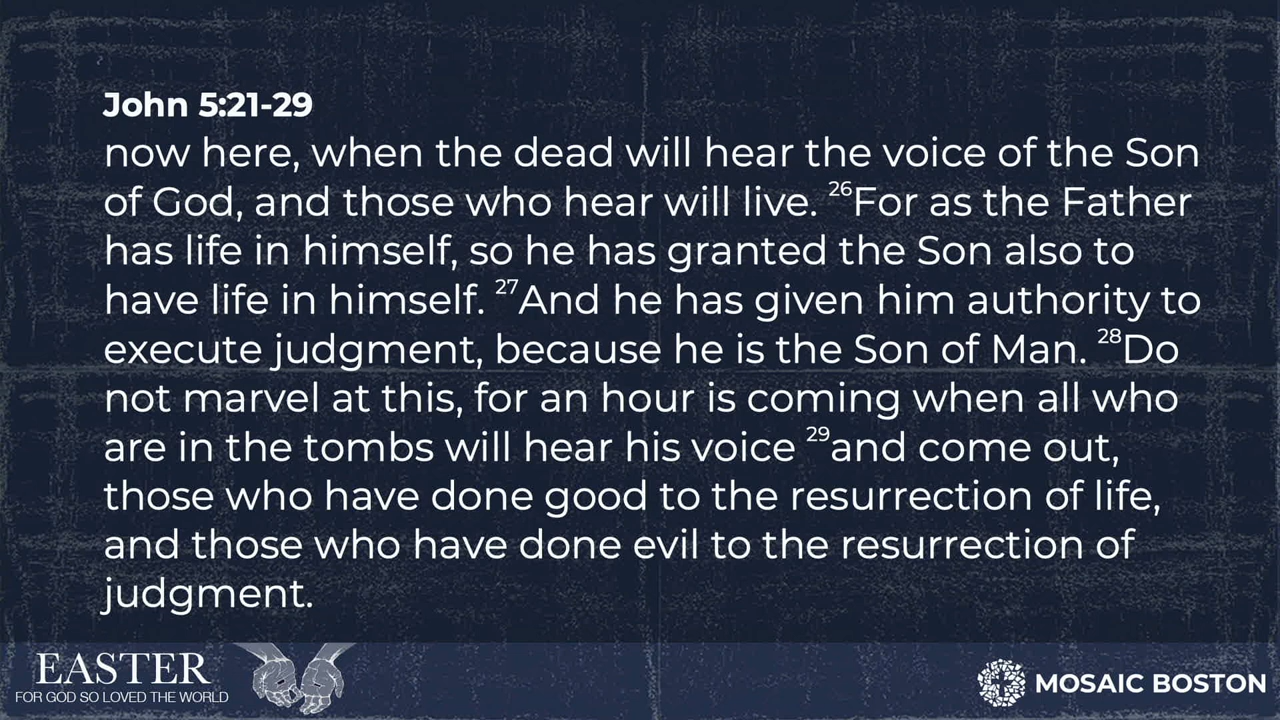 John 5:21-29
now here, when the dead will hear the voice of the Son
of God, and those who hear will live. 26For as the Father
has life in himself, so he has granted the Son also to
have life in himself. 27And he has given him authority to
execute judgment, because he is the Son of Man. 28Do
not marvel at this, for an hour is coming when all who
are in the tombs will hear his voice 29and come out,
those who have done good to the resurrection of life,
and those who have done evil to the resurrection of
judgment.
EASTER
FOR GOD SO LOVED THE WORLD
MOSAIC BOSTON